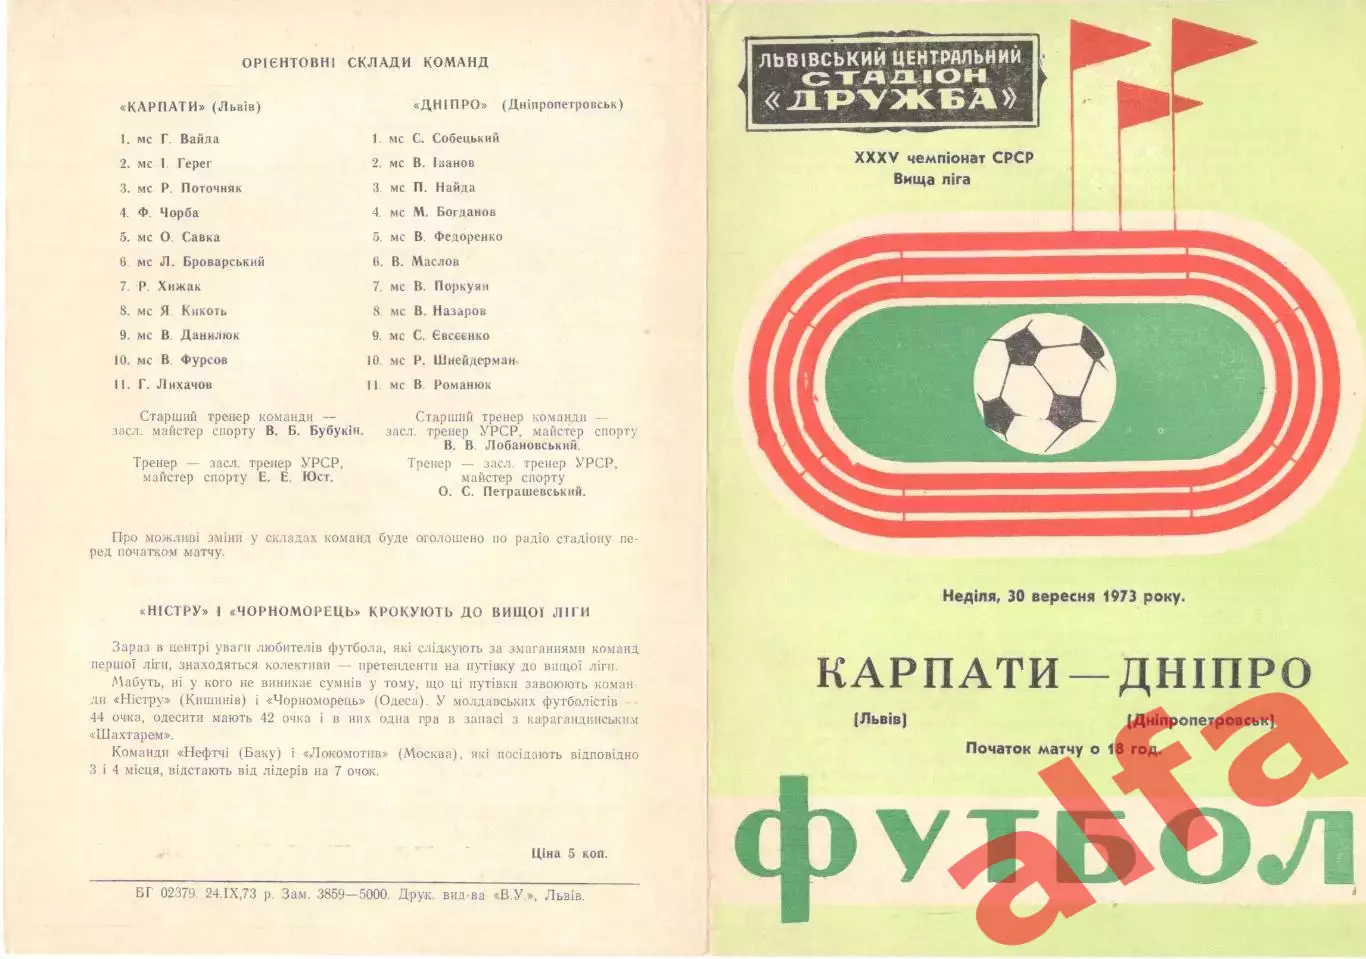 ОРІЄНТОВНІ СКЛАДИ КОМАНД
«КАРПАТИ» (Львів)
1. мс Г. Вайда
2. мс І. Герег
3. мс Р. Поточняк
4. Ф. Чорба
5. мс О. Савка
6. мс Л. Броварський
7. Р. Хижак
8. мс Я. Кикоть
9. мс В. Данилюк
10. мс В. Фурсов
11. Г. Лихачов
Старший тренер команди —
засл. майстер спорту В. Б. Бубукін.
Тренер — засл. тренер УРСР,
майстер спорту Е. Е. Юст.
«ДНІПРО» (Дніпропетровськ)
1. мс С. Собецький
2. мс В. Іванов
3. мс П. Найда
4. мс М. Богданов
5. мс В. Федоренко
6. В. Маслов
7. мс В. Поркуян
8. мс В. Назаров
9. мс С. Євсєєнко
10. мс Р. Шнейдерман
11. мс В. Романюк
Старший тренер команди —
засл. тренер УРСР, майстер спорту
В. В. Лобановський.
Тренер — засл. тренер УРСР,
майстер спорту
О. С. Петрашевський.
Про можливі зміни у складах команд буде оголошено по радіо стадіону пе-
ред початком матчу.
«НІСТРУ» І «ЧОРНОМОРЕЦЬ» КРОКУЮТЬ ДО ВИЩОЇ ЛІГИ
Зараз в центрі уваги любителів футбола, які слідкують за змаганнями команд
першої ліги, знаходяться колективи — претенденти на путівку до вищої ліги.
Мабуть, ні у кого не виникає сумнів у тому, що ці путівки завоюють коман-
ди «Ністру» (Кишинів) і «Чорноморець» (Одеса). У молдавських футболістів —
44 очка, одесити мають 42 очка і в них одна гра в запасі з карагандинським
«Шахтарем».
Команди «Нефтчі (Баку) і «Локомотив» (Москва), які посідають відповідно
3 і 4 місця, відстають від лідерів на 7 очок.
Ціна 5 коп.
БГ 02379. 24.IX,73 р. Зам. 3859—5000. Друк. вид-ва «В.У.», Львів.
ЛЬВІВСЬКИЙ ЦЕНТРАЛЬНИЙ
СТАДІОН
«ДРУЖБА»
XXXV чемпіонат СРСР
Вища ліга
Неділя, 30 вересня 1973 року.
КАРПАТИ — ДНІПРО
(Львів)
(Дніпропетровськ)
Початок матчу о 18 год.
ФУТБОЛ
alfa